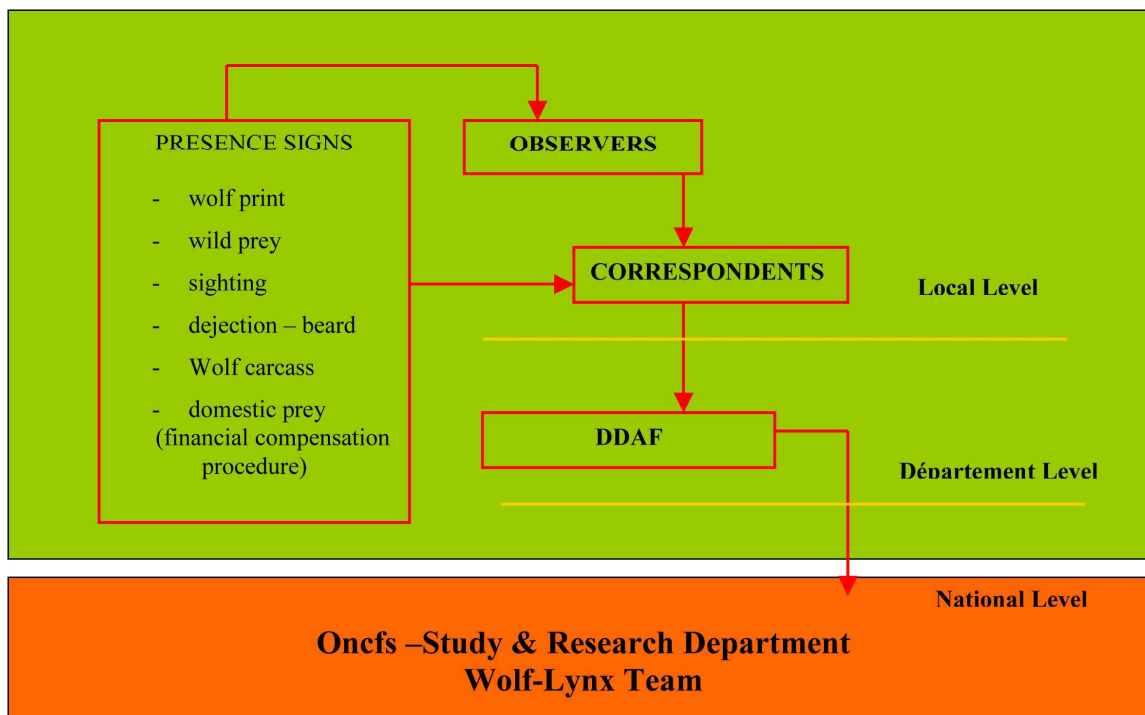 PRESENCE SIGNS
- wolf print
- wild prey
- sighting
- dejection – beard
- Wolf carcass
- domestic prey
(financial compensation
procedure)
OBSERVERS
CORRESPONDENTS
Local Level
DDAF
Département Level
National Level
Oncfs –Study & Research Department
Wolf-Lynx Team